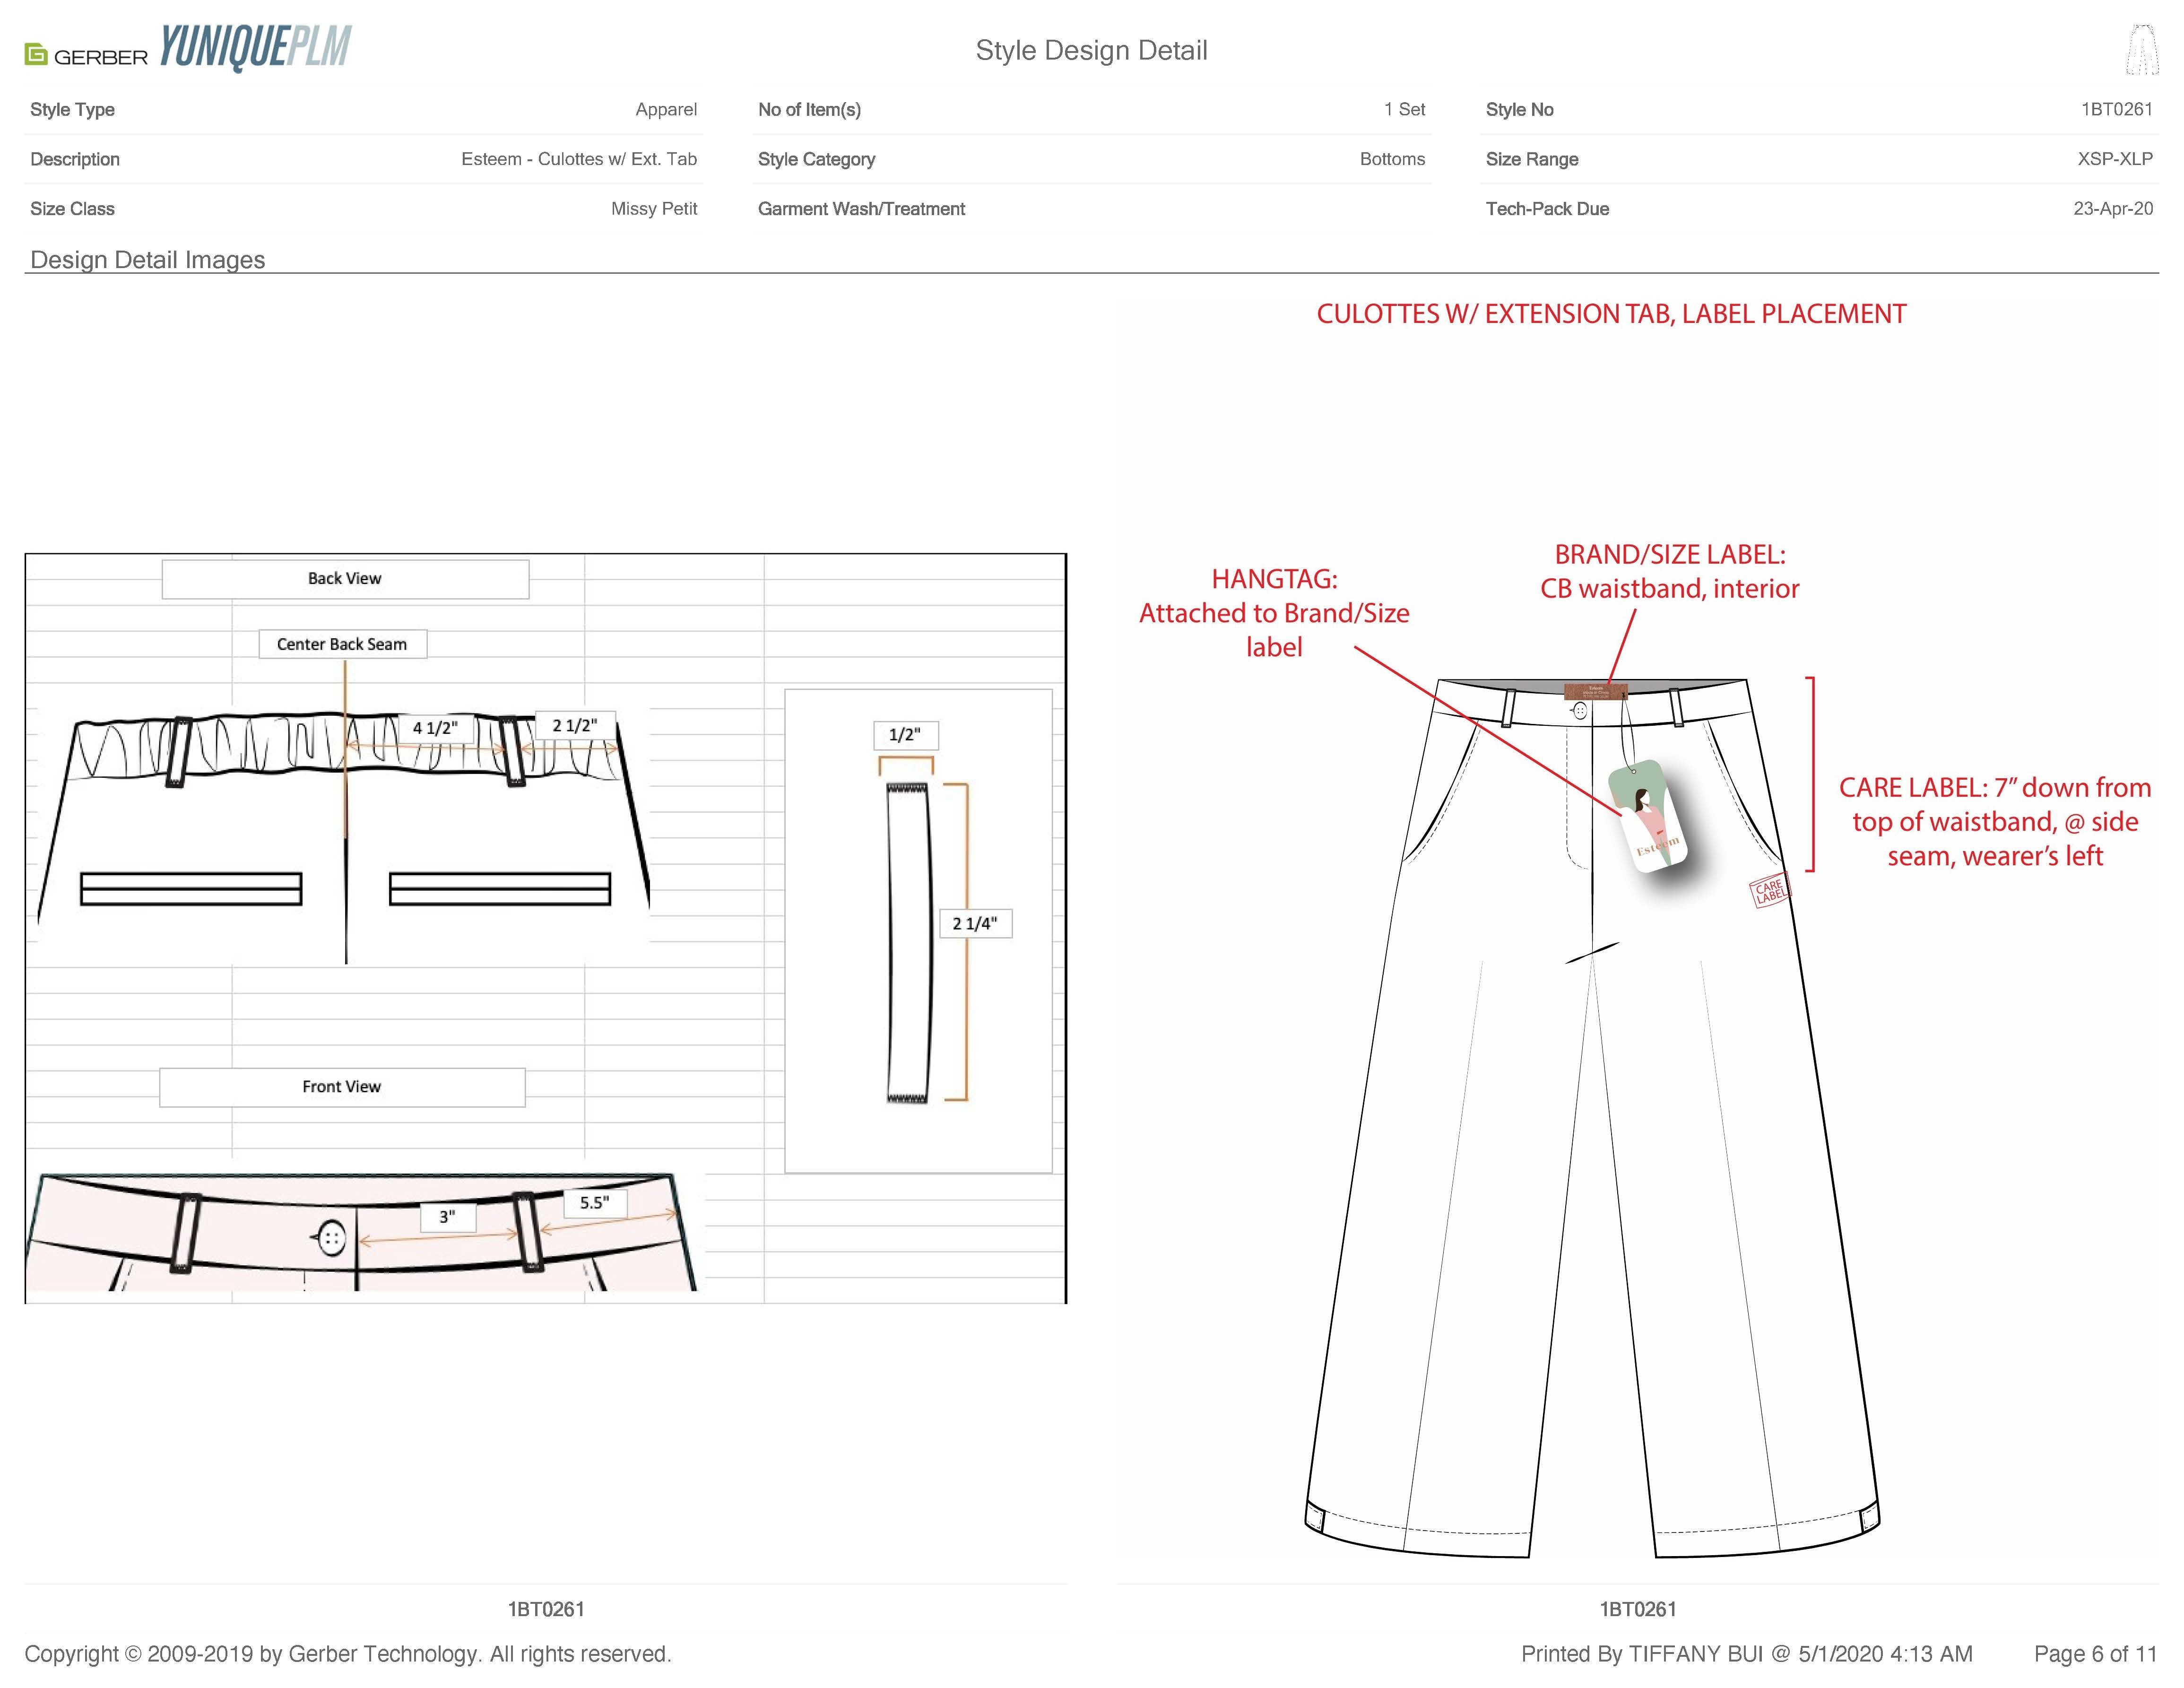 GERBER YUNIQUEPLM
Style Design Detail
Style Type Apparel
No of Item(s) 1 Set
Style No 1BT0261
Description Esteem - Culottes w/ Ext. Tab
Style Category Bottoms
Size Range XSP-XLP
Size Class Missy Petit
Garment Wash/Treatment
Tech-Pack Due 23-Apr-20
Design Detail Images
Back View
Center Back Seam
4 1/2"
2 1/2"
1/2"
2 1/4"
Front View
3"
5.5"
CULOTTES W/ EXTENSION TAB, LABEL PLACEMENT
HANGTAG:
Attached to Brand/Size
label
BRAND/SIZE LABEL:
CB waistband, interior
Esteem
CARE LABEL: 7” down from
top of waistband, @ side
seam, wearer’s left
CARE
LABEL
1BT0261
1BT0261
Copyright © 2009-2019 by Gerber Technology. All rights reserved.
Printed By TIFFANY BUI @ 5/1/2020 4:13 AM
Page 6 of 11